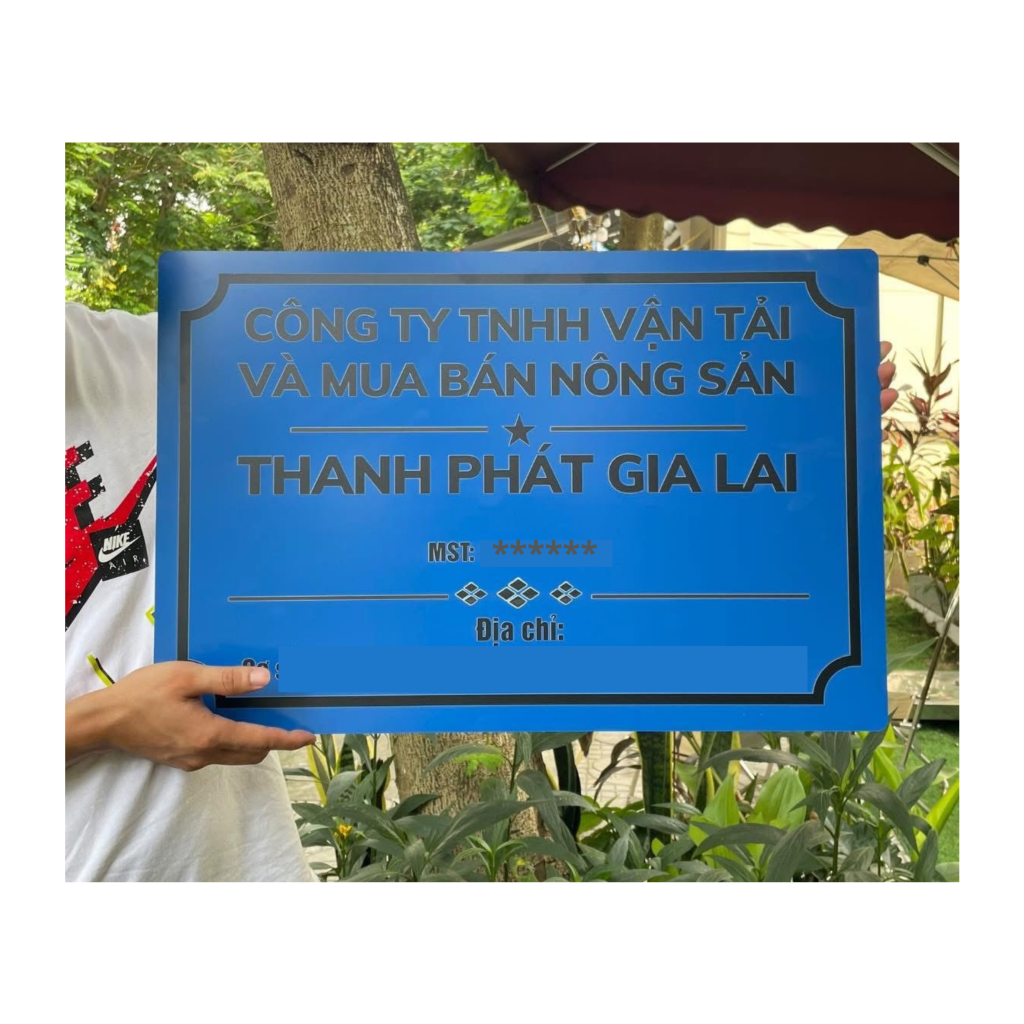 CÔNG TY TNHH VẬN TẢI
VÀ MUA BÁN NÔNG SẢN
THANH PHÁT GIA LAI
MST: ******
Địa chỉ:
NIKE
AIR